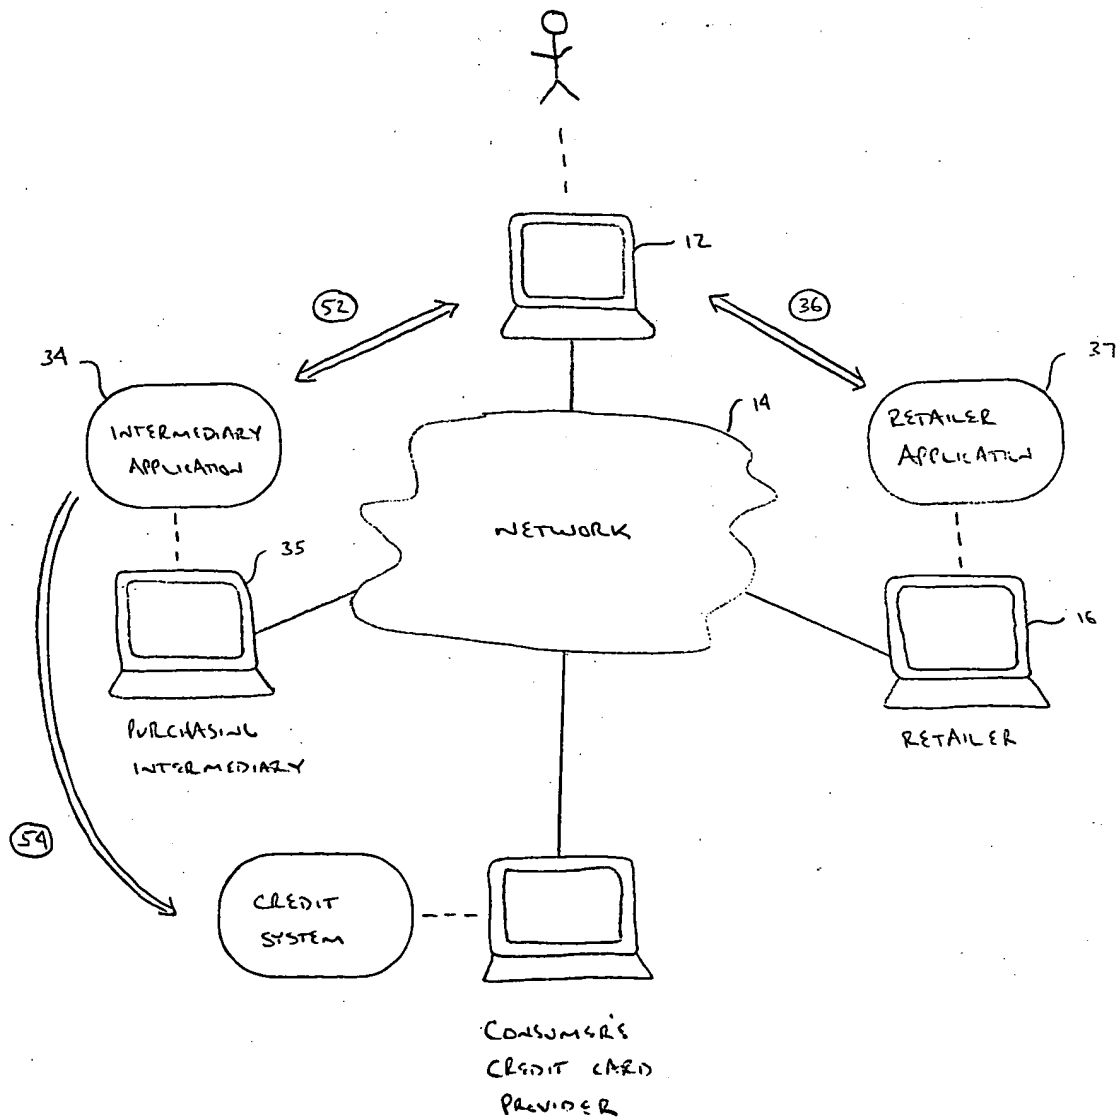 12
52
36
34
37
14
INTERMEDIARY
APPLICATION
RETAILER
APPLICATION
NETWORK
35
16
PURCHASING
INTERMEDIARY
RETAILER
54
CREDIT
SYSTEM
CONSUMER'S
CREDIT CARD
PROVIDER